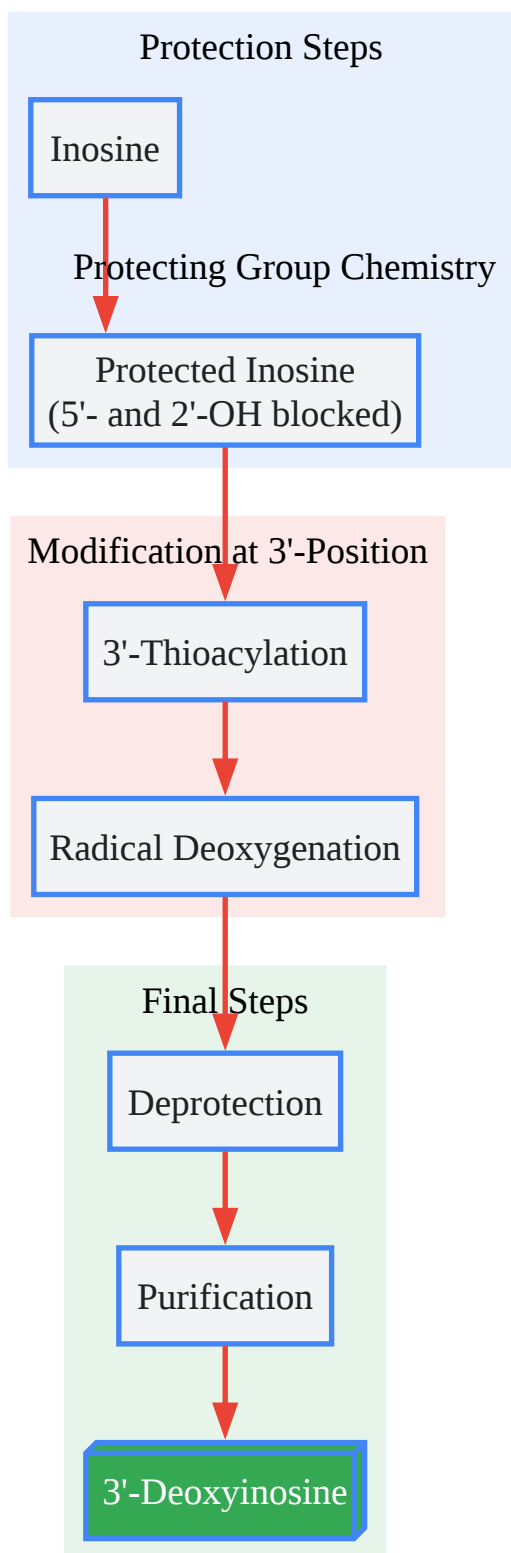 Protection Steps
Inosine
Protecting Group Chemistry
Protected Inosine
(5'- and 2'-OH blocked)
Modification at 3'-Position
3'-Thioacylation
Radical Deoxygenation
Final Steps
Deprotection
Purification
3'-Deoxyinosine